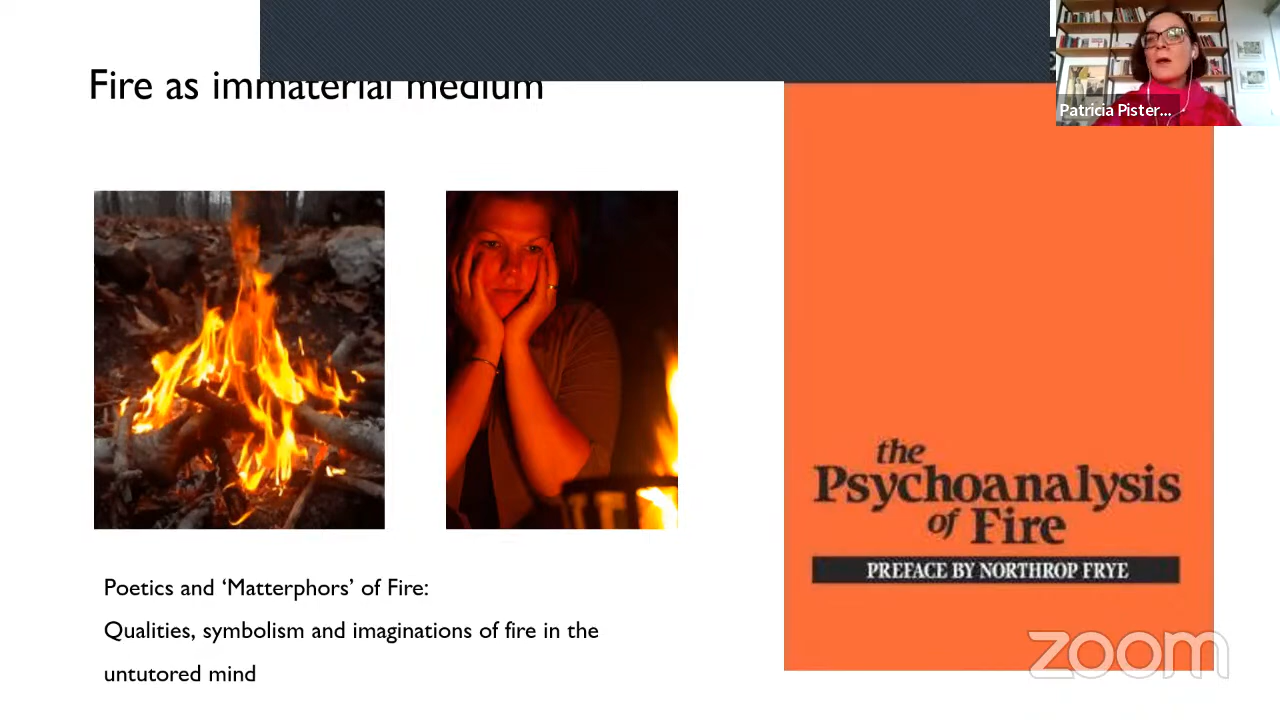 Fire as immaterial medium
Patricia Pister...
the
Psychoanalysis
of Fire
PREFACE BY NORTHROP FRYE
Poetics and ‘Matterphors’ of Fire:
Qualities, symbolism and imaginations of fire in the
untutored mind
zoom